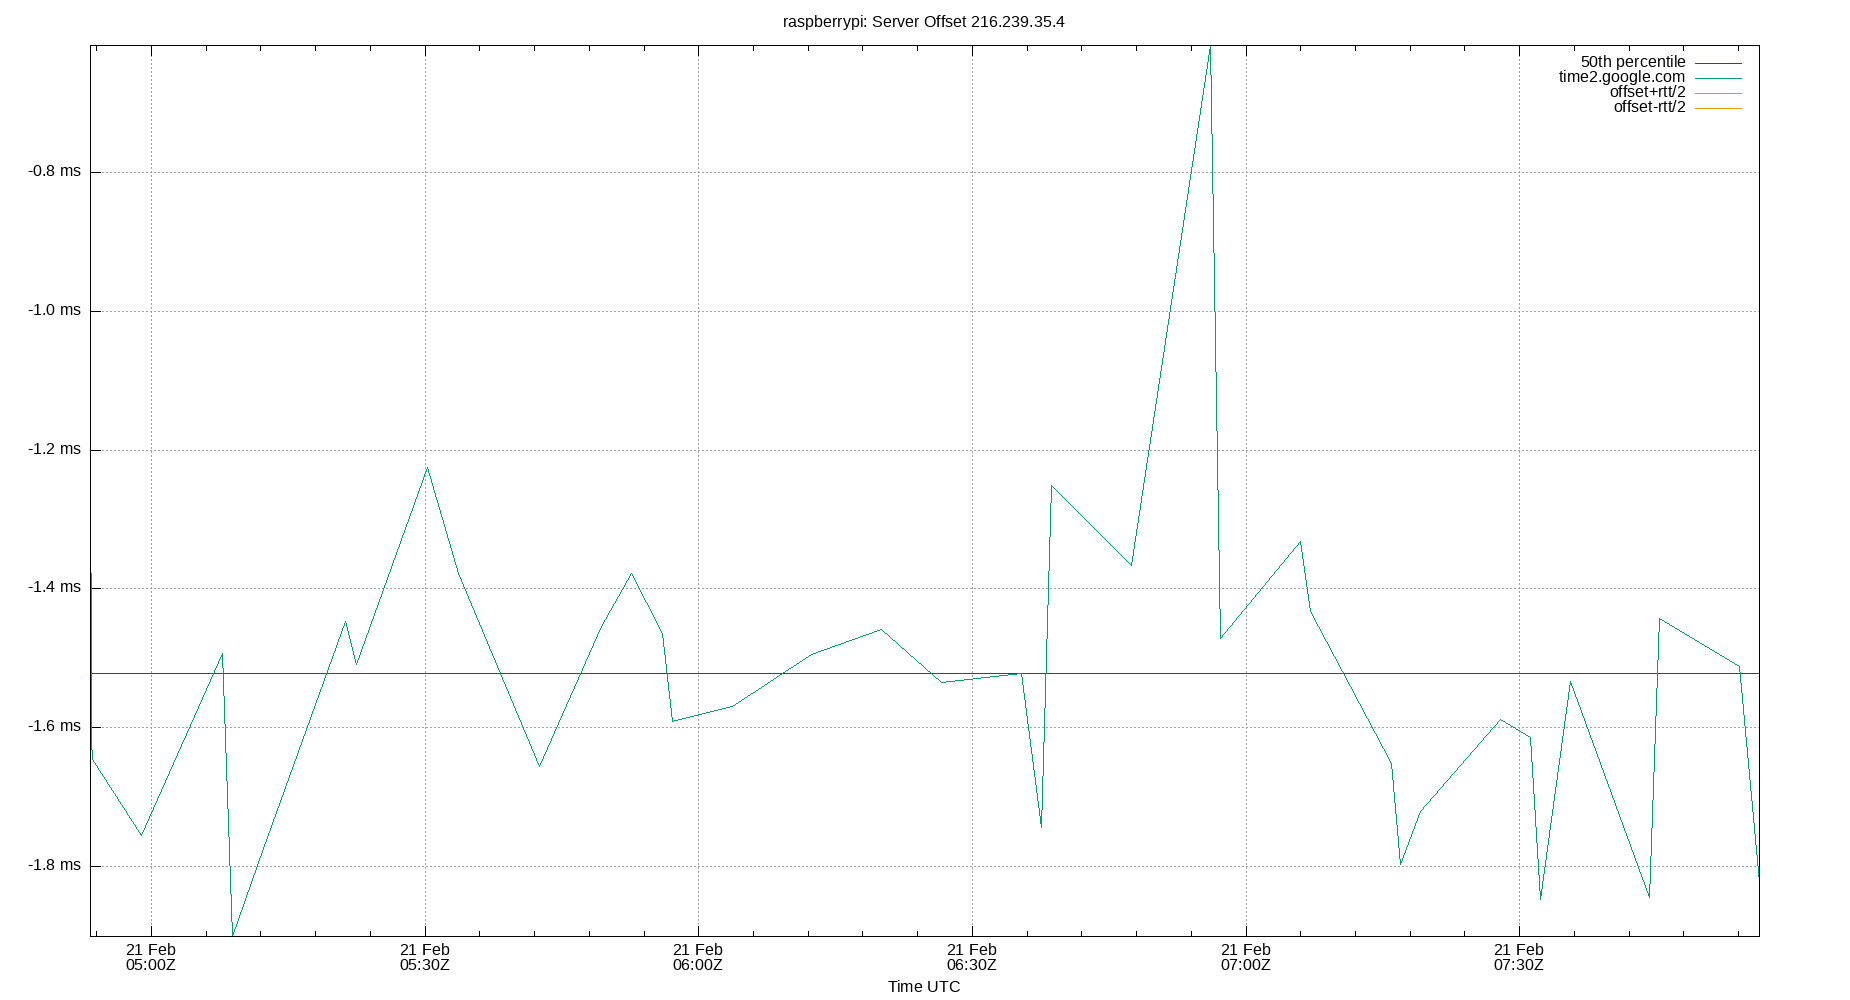 raspberrypi: Server Offset 216.239.35.4
50th percentile
time2.google.com
offset+rtt/2
offset-rtt/2
-0.8 ms
-1.0 ms
-1.2 ms
-1.4 ms
-1.6 ms
-1.8 ms
21 Feb 21 Feb 21 Feb 21 Feb 21 Feb 21 Feb
05:00Z 05:30Z 06:00Z 06:30Z 07:00Z 07:30Z
Time UTC